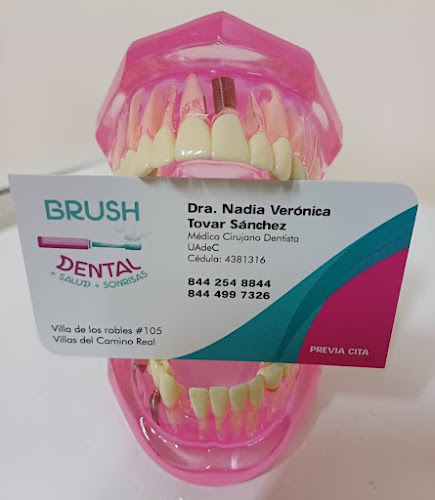 BRUSH
DENTAL
+ SALUD + SONRISAS
Villa de los robles #105
Villas del Camino Real
Dra. Nadia Verónica
Tovar Sánchez
Médico Cirujano Dentista
UAdeC
Cédula: 4381316
844 254 8844
844 499 7326
PREVIA CITA